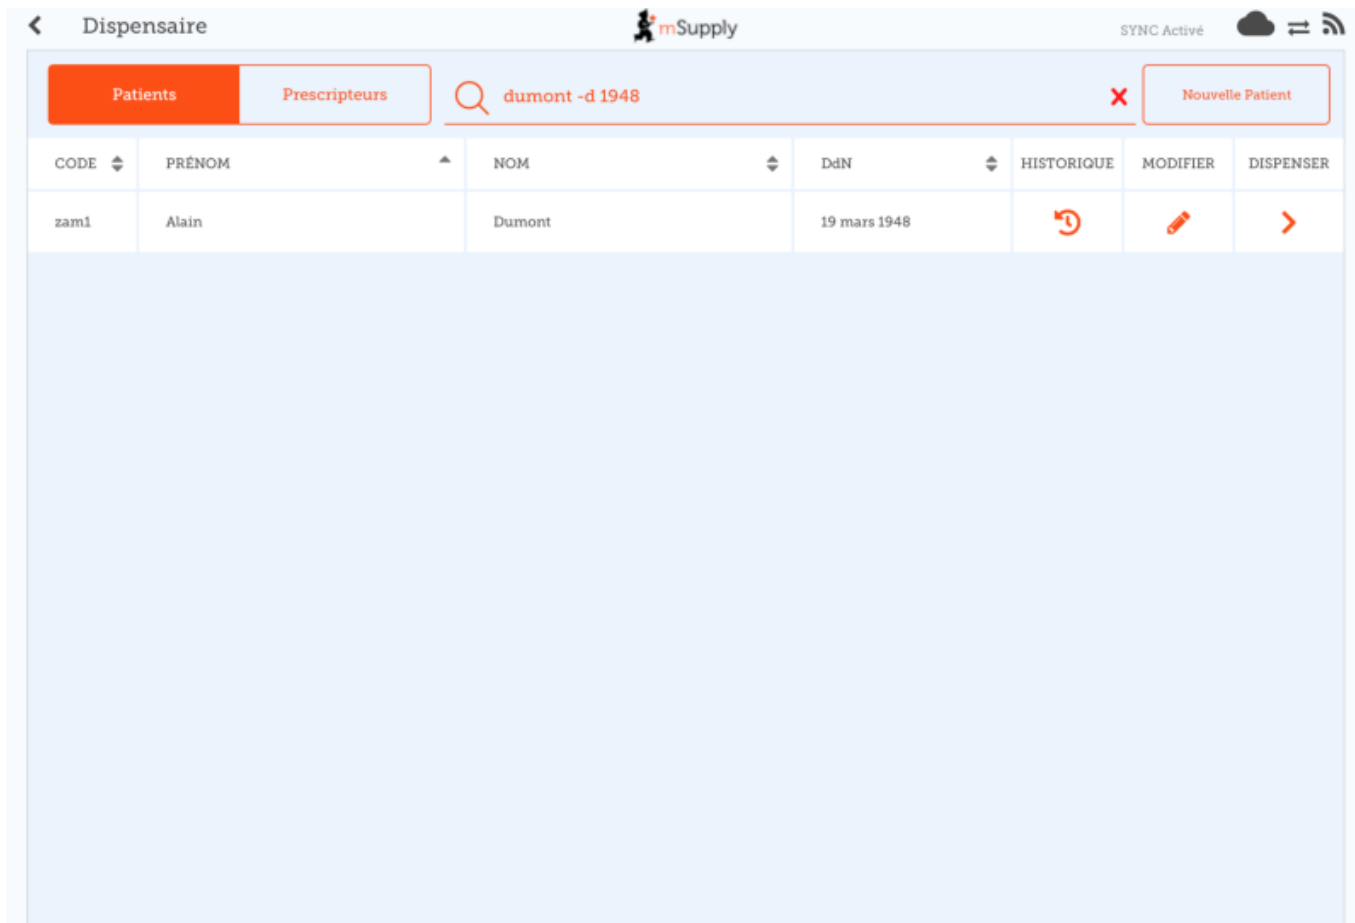 Dispensaire mSupply SYNC Activé
Patients Prescripteurs dumont -d 1948 Nouvelle Patient
CODE PRÉNOM NOM DdN HISTORIQUE MODIFIER DISPENSER
zam1 Alain Dumont 19 mars 1948